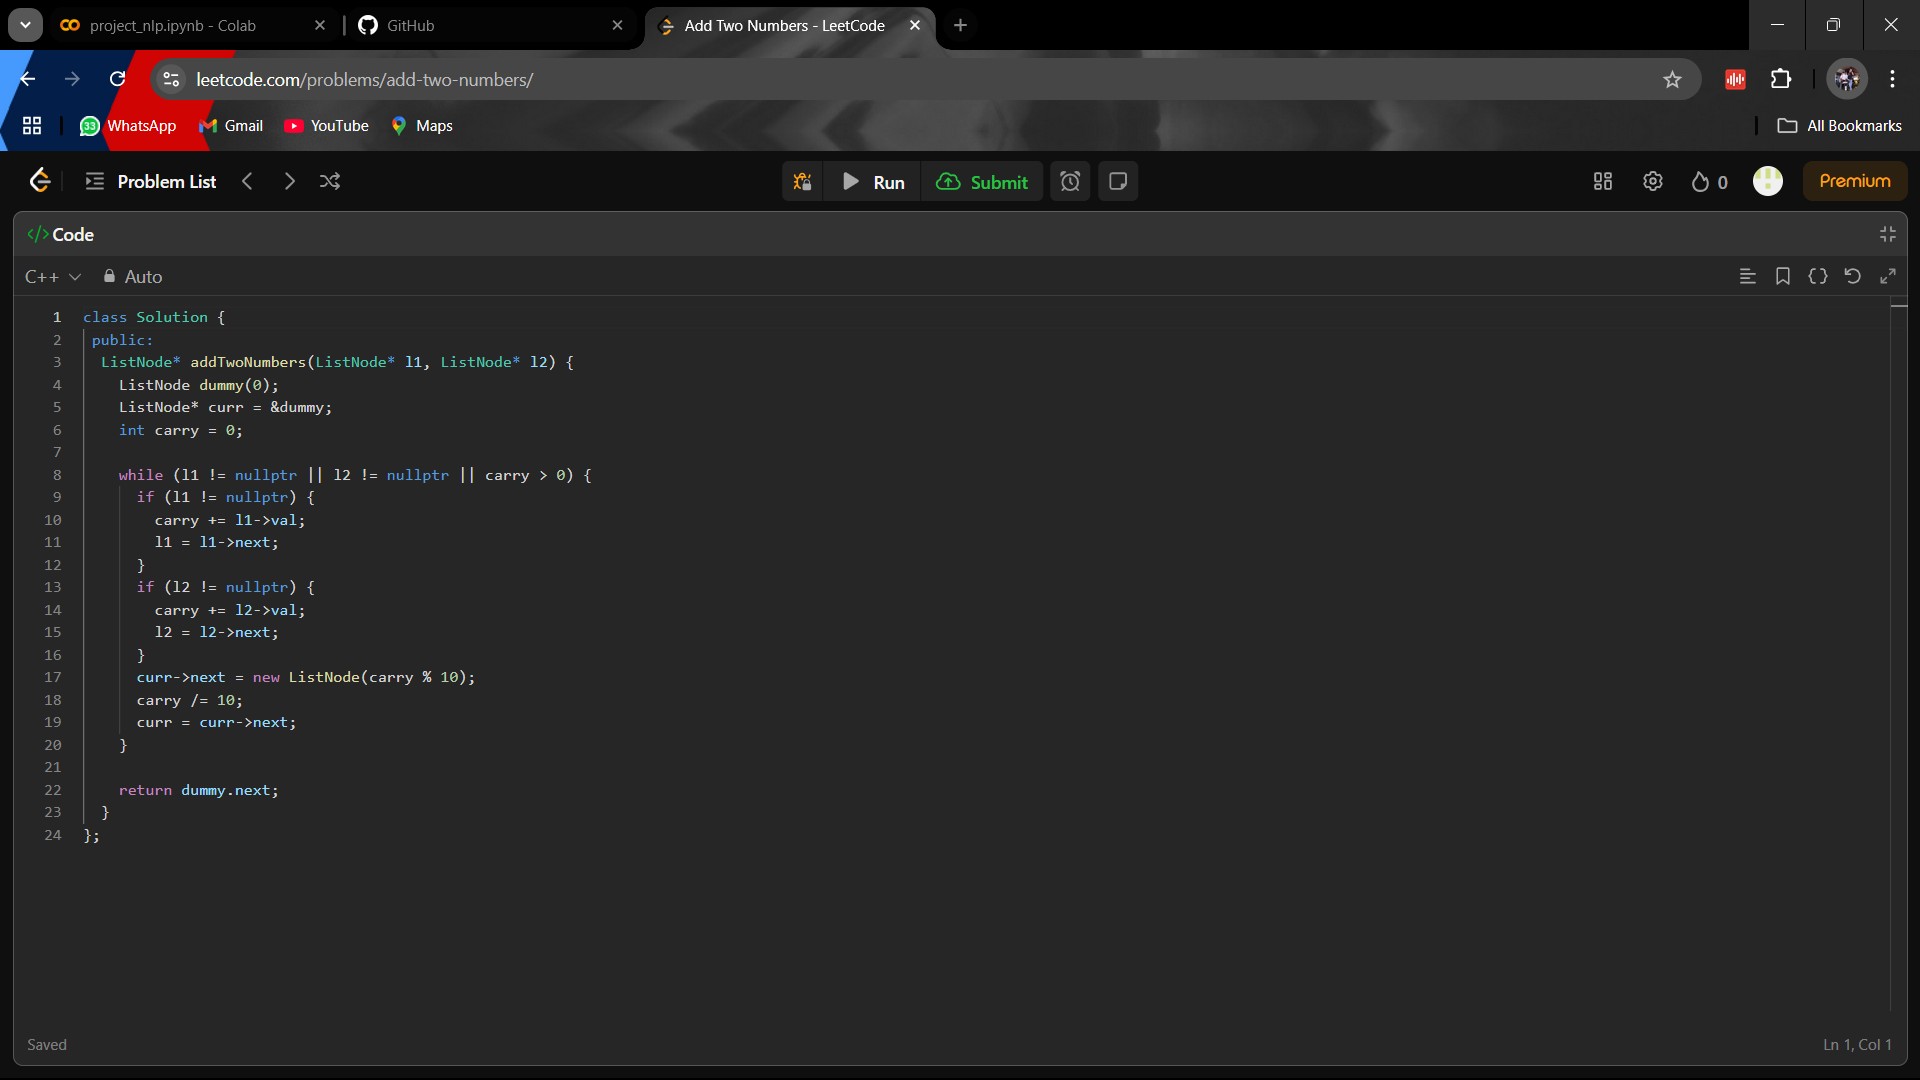 project_nlp.ipynb - Colab
GitHub
Add Two Numbers - LeetCode
leetcode.com/problems/add-two-numbers/
33 WhatsApp
Gmail
YouTube
Maps
All Bookmarks
Problem List
Run
Submit
0
Premium
</> Code
C++
Auto
1 class Solution {
2 public:
3 ListNode* addTwoNumbers(ListNode* l1, ListNode* l2) {
4 ListNode dummy(0);
5 ListNode* curr = &dummy;
6 int carry = 0;
7
8 while (l1 != nullptr || l2 != nullptr || carry > 0) {
9 if (l1 != nullptr) {
10 carry += l1->val;
11 l1 = l1->next;
12 }
13 if (l2 != nullptr) {
14 carry += l2->val;
15 l2 = l2->next;
16 }
17 curr->next = new ListNode(carry % 10);
18 carry /= 10;
19 curr = curr->next;
20 }
21
22 return dummy.next;
23 }
24 };
Saved
Ln 1, Col 1